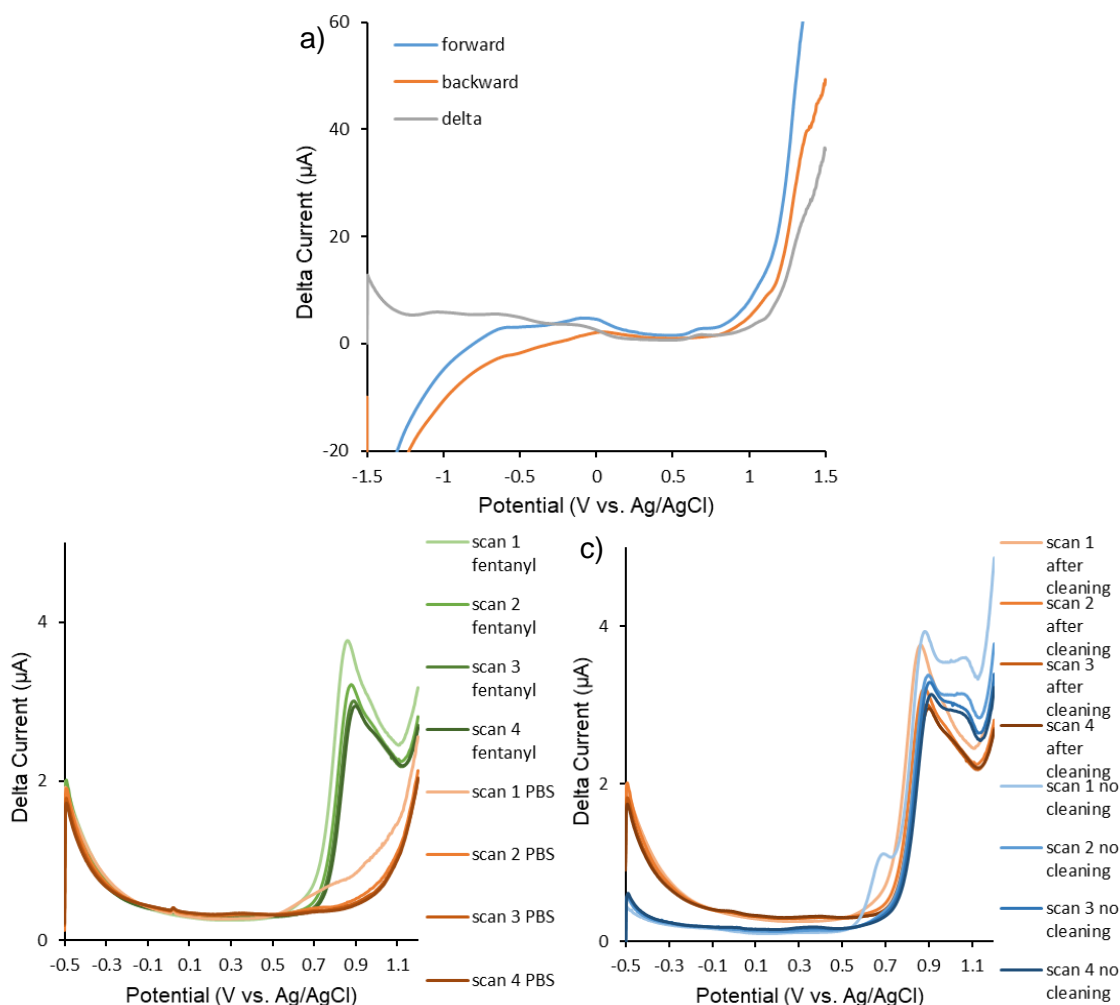 a)
forward
backward
delta
60
40
20
0
-20
-1.5
-1
-0.5
0
0.5
1
1.5
Delta Current (µA)
Potential (V vs. Ag/AgCl)
4
2
0
-0.5
-0.3
-0.1
0.1
0.3
0.5
0.7
0.9
1.1
Delta Current (µA)
Potential (V vs. Ag/AgCl)
scan 1
fentanyl
scan 2
fentanyl
scan 3
fentanyl
scan 4
fentanyl
scan 1 PBS
scan 2 PBS
scan 3 PBS
scan 4 PBS
c)
4
2
0
-0.5
-0.3
-0.1
0.1
0.3
0.5
0.7
0.9
1.1
Delta Current (µA)
Potential (V vs. Ag/AgCl)
scan 1
after
cleaning
scan 2
after
cleaning
scan 3
after
cleaning
scan 4
after
cleaning
scan 1 no
cleaning
scan 2 no
cleaning
scan 3 no
cleaning
scan 4 no
cleaning